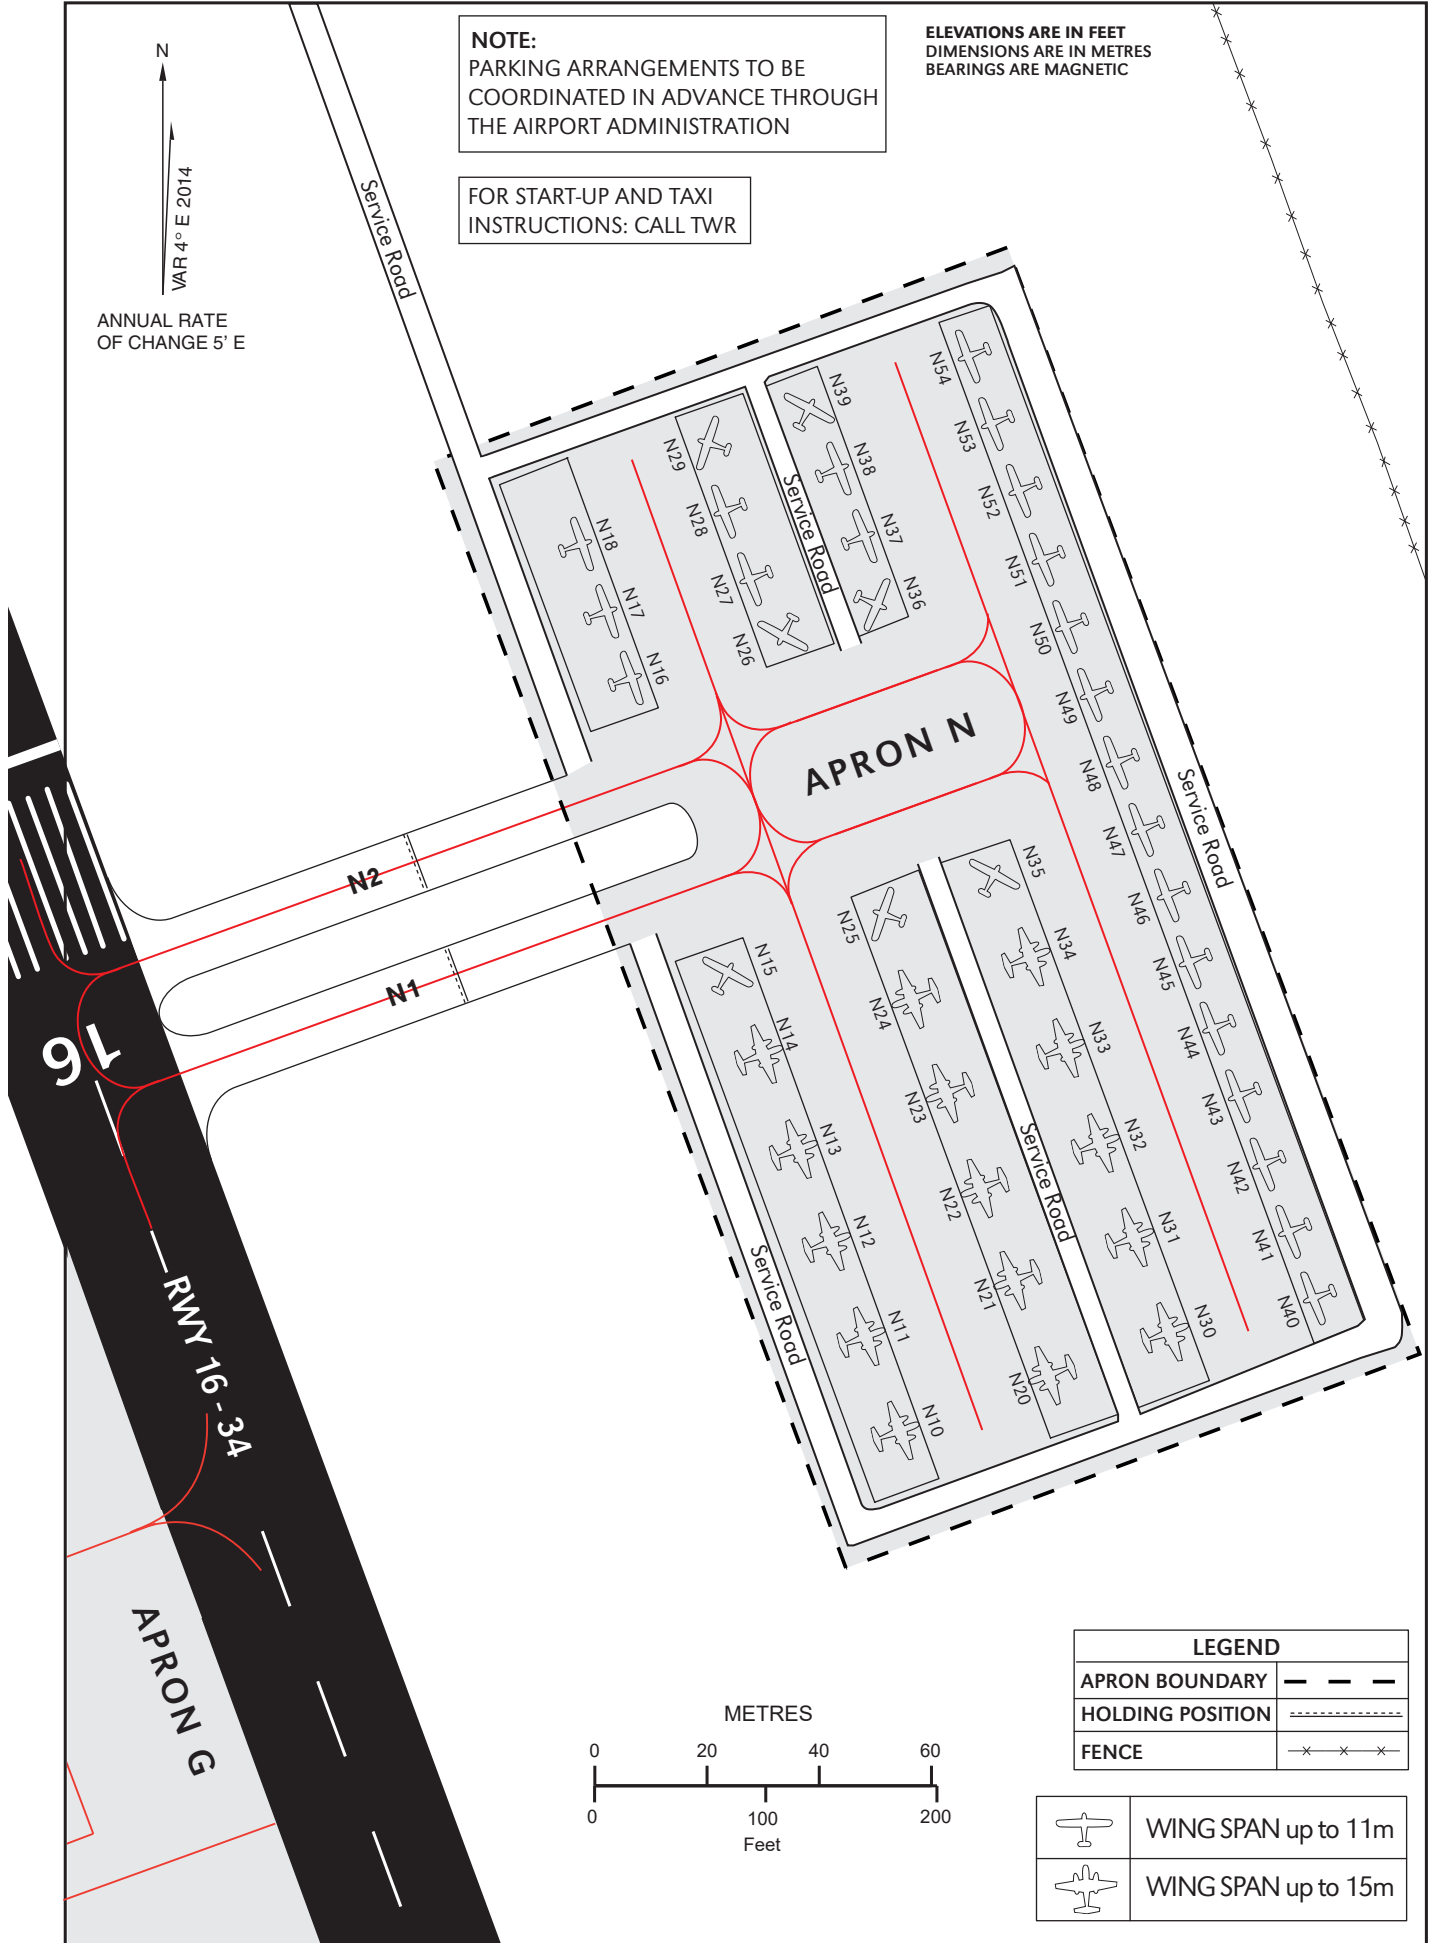 N
VAR 4° E 2014
ANNUAL RATE
OF CHANGE 5' E
NOTE:
PARKING ARRANGEMENTS TO BE
COORDINATED IN ADVANCE THROUGH
THE AIRPORT ADMINISTRATION
FOR START-UP AND TAXI
INSTRUCTIONS: CALL TWR
ELEVATIONS ARE IN FEET
DIMENSIONS ARE IN METRES
BEARINGS ARE MAGNETIC
Service Road
N18
N17
N16
N29
N28
N27
N26
Service Road
N39
N38
N37
N36
N54
N53
N52
N51
N50
N49
N48
N47
N46
N45
N44
N43
N42
N41
N40
Service Road
APRON N
N2
N1
N15
N14
N13
N12
N11
N10
Service Road
N25
N24
N23
N22
N21
N20
Service Road
N35
N34
N33
N32
N31
N30
16
RWY 16 - 34
APRON G
METRES
0 20 40 60
0 100 200
Feet
LEGEND
APRON BOUNDARY
HOLDING POSITION
FENCE
WING SPAN up to 11m
WING SPAN up to 15m